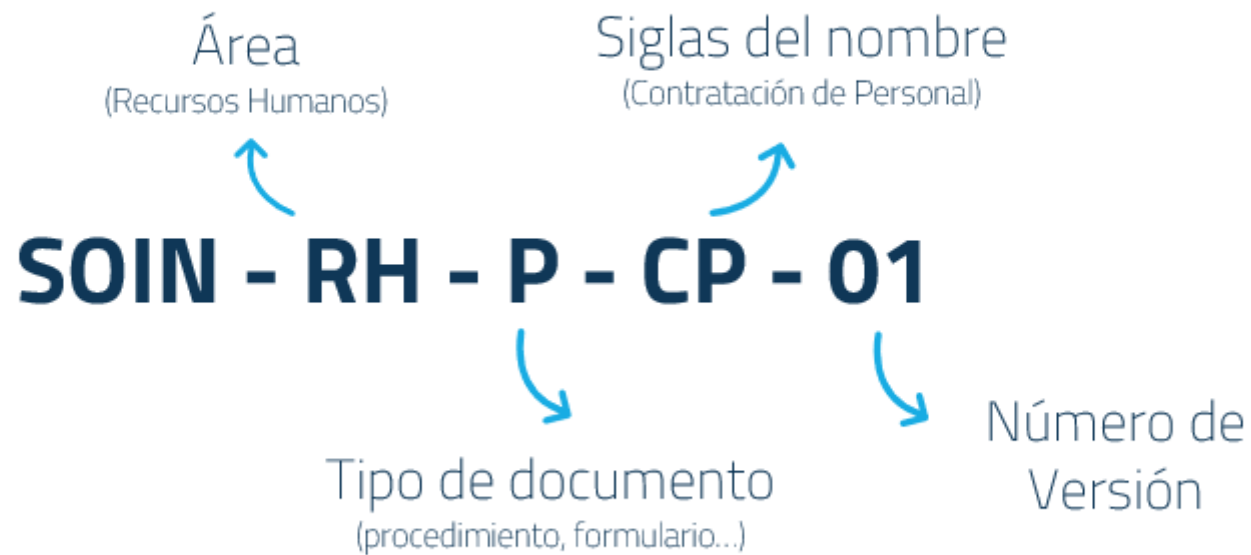 Área
(Recursos Humanos)
Siglas del nombre
(Contratación de Personal)
SOIN - RH - P - CP - 01
Tipo de documento
(procedimiento, formulario...)
Número de
Versión